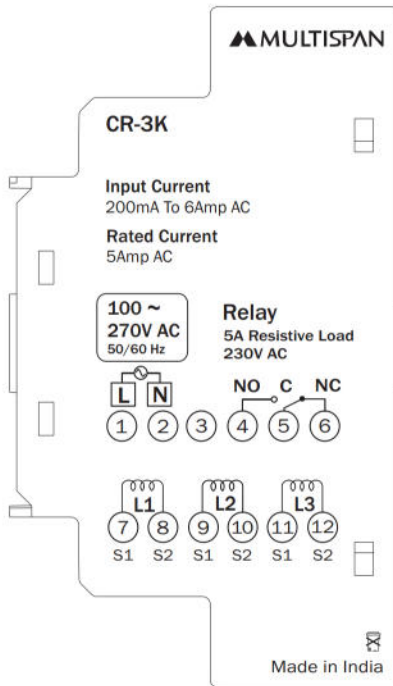 MULTISPAN
CR-3K
Input Current
200mA To 6Amp AC
Rated Current
5Amp AC
100 ~
270V AC
50/60 Hz
Relay
5A Resistive Load
230V AC
L N
NO C NC
1 2 3 4 5 6
L1 L2 L3
7 8 9 10 11 12
S1 S2 S1 S2 S1 S2
Made in India